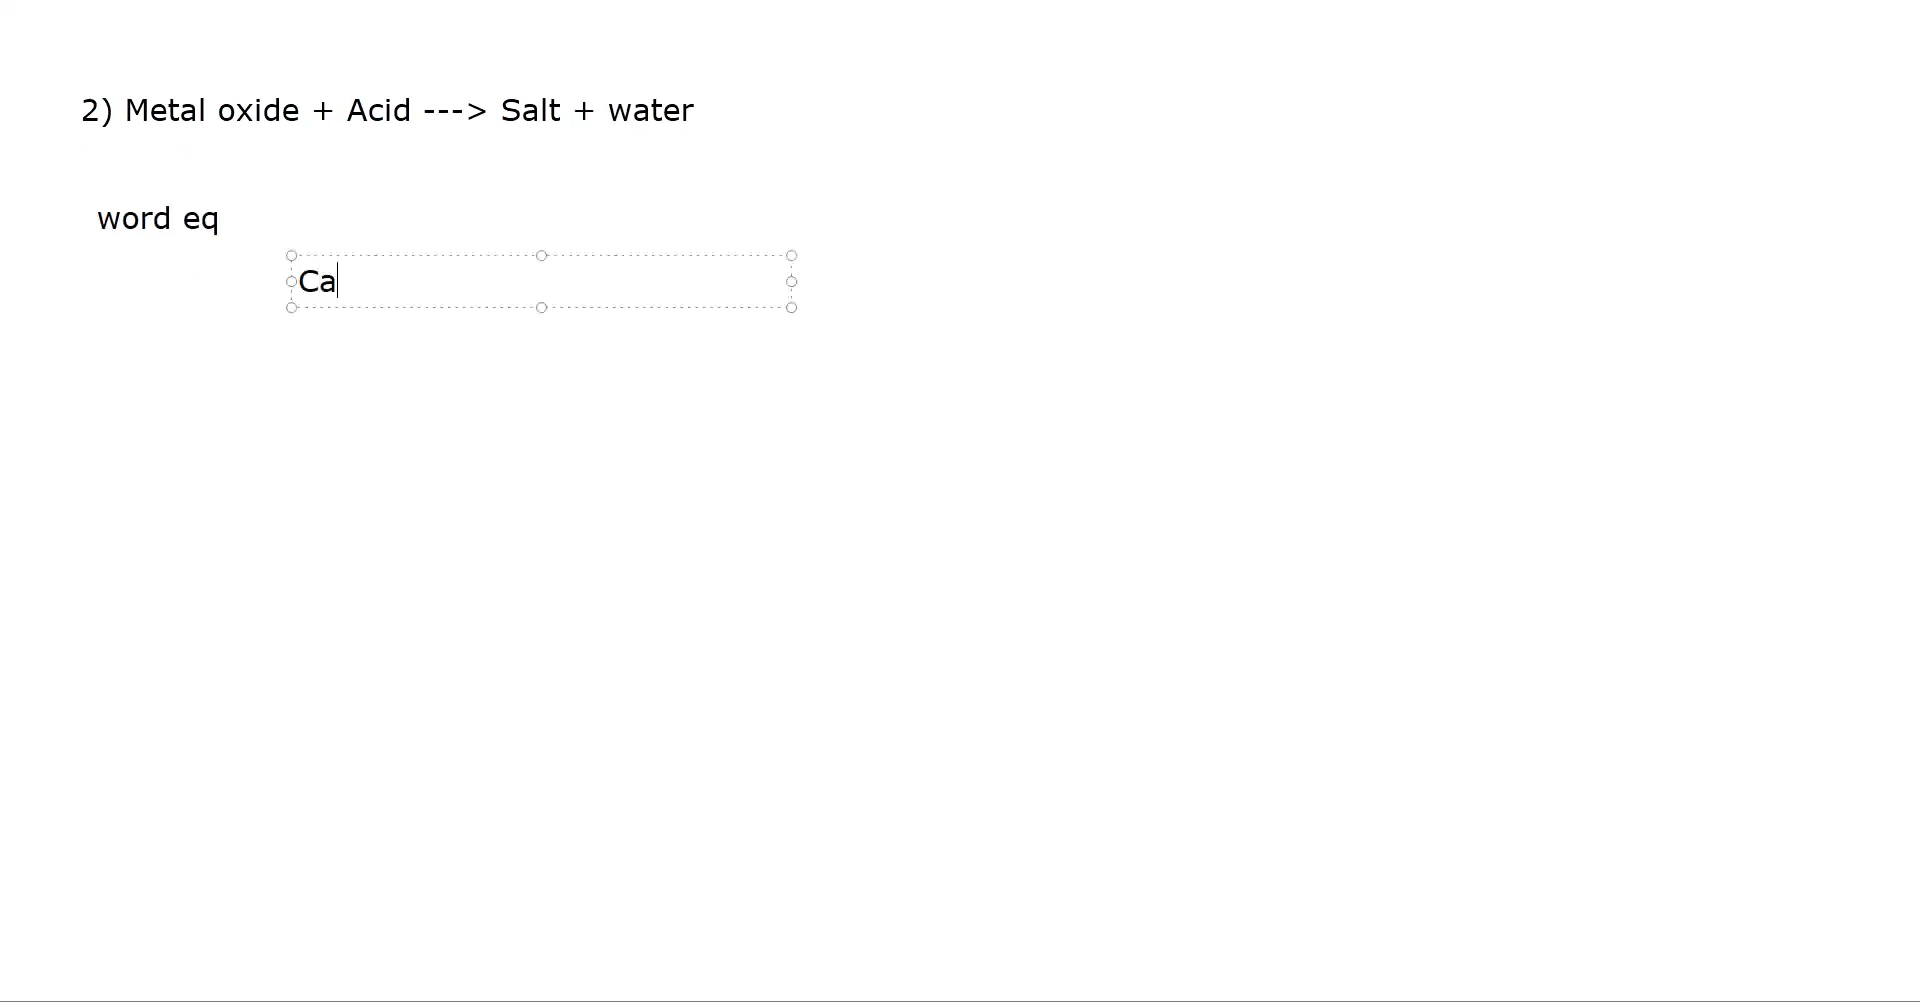 2) Metal oxide + Acid ---> Salt + water
word eq
Ca